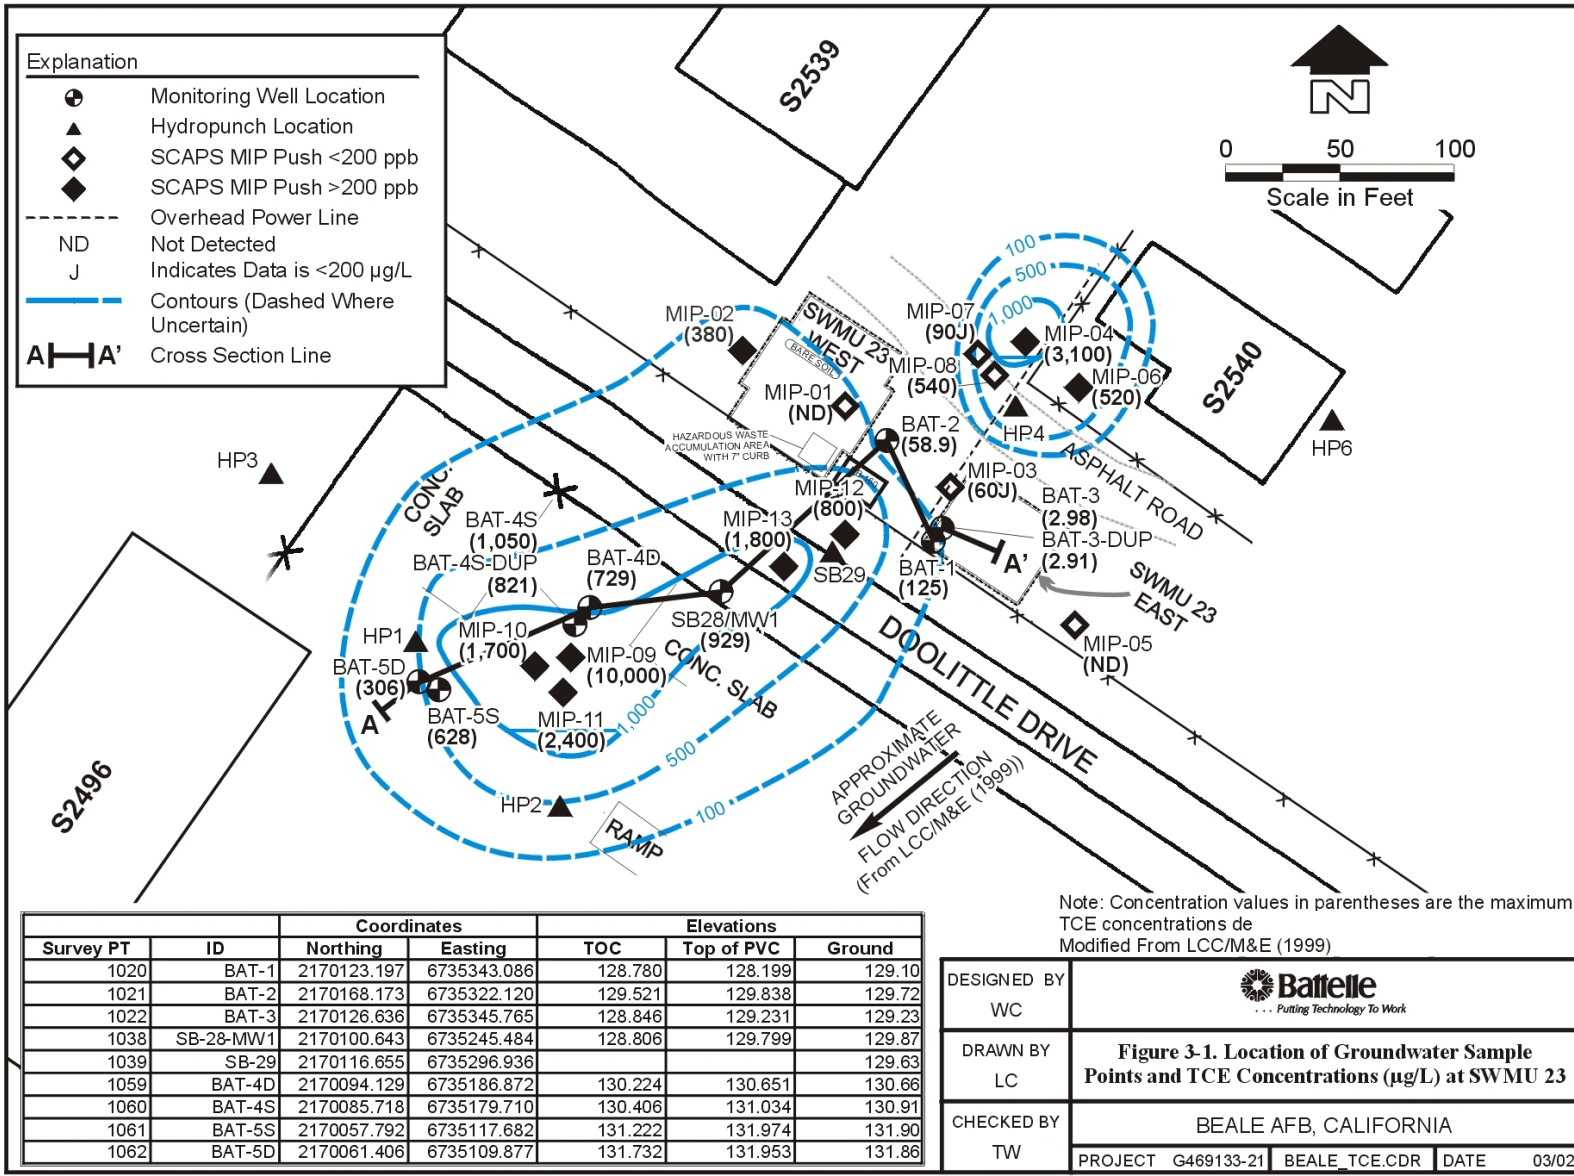 Explanation
Monitoring Well Location
Hydropunch Location
SCAPS MIP Push <200 ppb
SCAPS MIP Push >200 ppb
Overhead Power Line
ND Not Detected
J Indicates Data is <200 µg/L
Contours (Dashed Where
Uncertain)
A A' Cross Section Line
S2539
N
0 50 100
Scale in Feet
100
500
1,000
MIP-07
(90J)
MIP-04
(3,100)
MIP-08
(540)
MIP-06
(520)
HP4
S2540
HP6
MIP-02
(380)
SWMU 23
WEST
BARE SOIL
MIP-01
(ND)
HAZARDOUS WASTE
ACCUMULATION AREA
WITH 7" CURB
BAT-2
(58.9)
ASPHALT ROAD
MIP-03
(60J)
BAT-3
(2.98)
BAT-3-DUP
(2.91)
A'
BAT-1
(125)
SWMU 23
EAST
MIP-05
(ND)
HP3
CONC.
SLAB
MIP-12
(800)
MIP-13
(1,800)
SB29
BAT-4S
(1,050)
BAT-4S-DUP
(821)
BAT-4D
(729)
SB28/MW1
(929)
HP1
MIP-10
(1,700)
MIP-09
(10,000)
CONC. SLAB
BAT-5D
(306)
A
BAT-5S
(628)
MIP-11
(2,400)
1,000
500
100
HP2
RAMP
S2496
DOOLITTLE DRIVE
APPROXIMATE
GROUNDWATER
FLOW DIRECTION
(From LCC/M&E (1999))
Note: Concentration values in parentheses are the maximum
TCE concentrations de
Modified From LCC/M&E (1999)
Coordinates Elevations
Survey PT ID Northing Easting TOC Top of PVC Ground
1020 BAT-1 2170123.197 6735343.086 128.780 128.199 129.10
1021 BAT-2 2170168.173 6735322.120 129.521 129.838 129.72
1022 BAT-3 2170126.636 6735345.765 128.846 129.231 129.23
1038 SB-28-MW1 2170100.643 6735245.484 128.806 129.799 129.87
1039 SB-29 2170116.655 6735296.936 129.63
1059 BAT-4D 2170094.129 6735186.872 130.224 130.651 130.66
1060 BAT-4S 2170085.718 6735179.710 130.406 131.034 130.91
1061 BAT-5S 2170057.792 6735117.682 131.222 131.974 131.90
1062 BAT-5D 2170061.406 6735109.877 131.732 131.953 131.86
DESIGNED BY
WC
DRAWN BY
LC
CHECKED BY
TW
Battelle
. . . Putting Technology To Work
Figure 3-1. Location of Groundwater Sample
Points and TCE Concentrations (µg/L) at SWMU 23
BEALE AFB, CALIFORNIA
PROJECT G469133-21 BEALE_TCE.CDR DATE 03/02